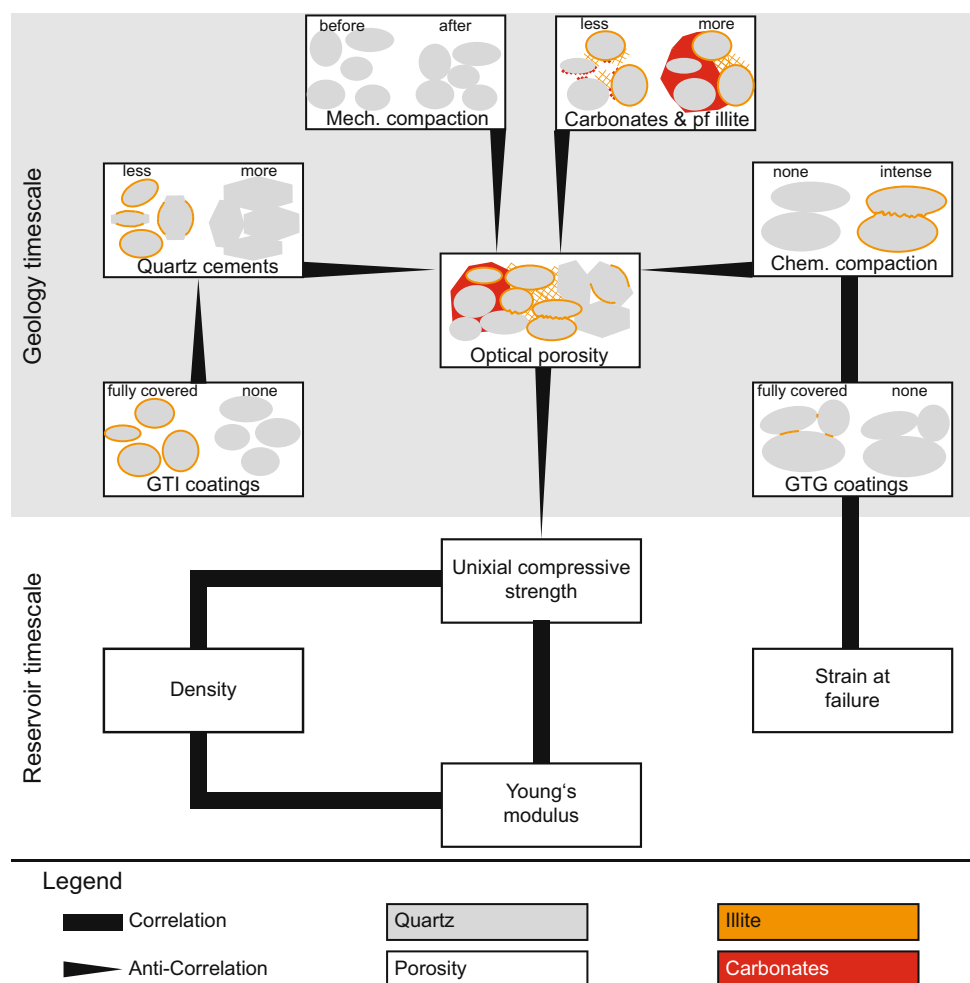 before
after
Mech. compaction
less
more
Carbonates & pf illite
Geology timescale
less
more
Quartz cements
none
intense
Chem. compaction
Optical porosity
fully covered
none
GTI coatings
fully covered
none
GTG coatings
Reservoir timescale
Unixial compressive
strength
Density
Strain at
failure
Young‘s
modulus
Legend
Correlation
Quartz
Illite
Anti-Correlation
Porosity
Carbonates